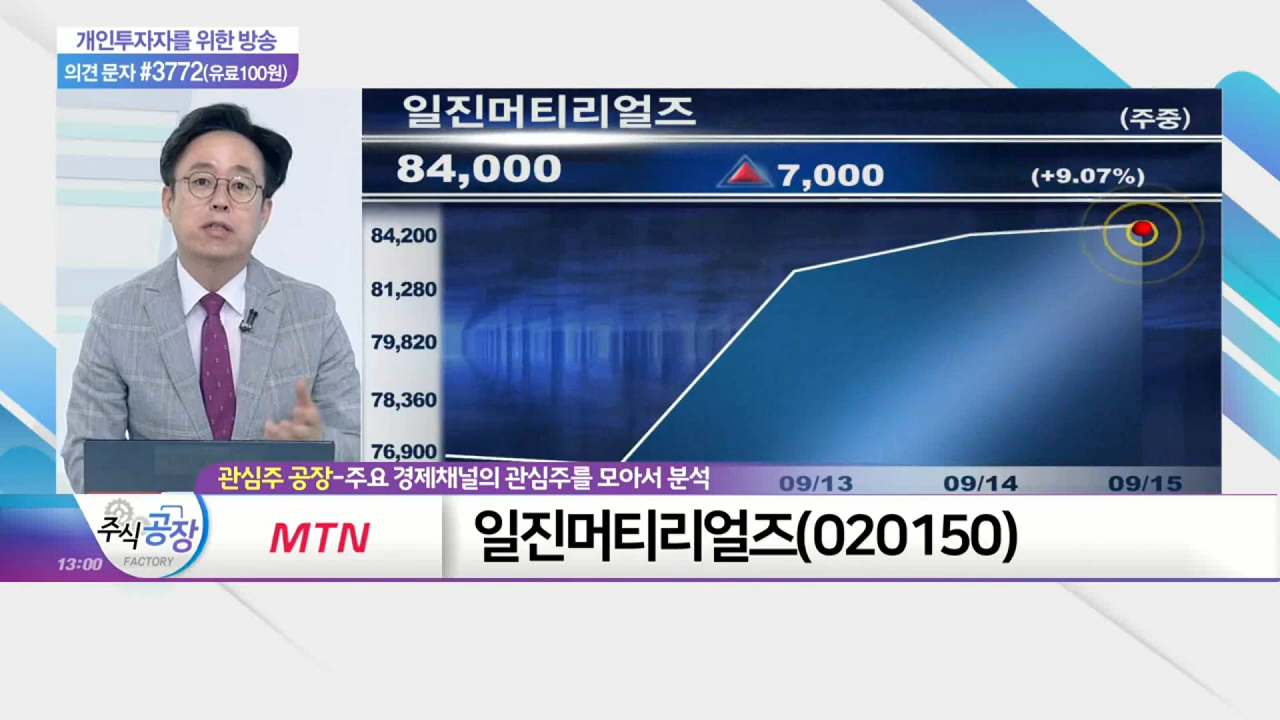 개인투자자를 위한 방송
의견 문자 #3772(유료100원)
일진머티리얼즈
(주중)
84,000
7,000
(+9.07%)
84,200
81,280
79,820
78,360
76,900
09/13
09/14
09/15
관심주 공장-주요 경제채널의 관심주를 모아서 분석
주식공장
FACTORY
13:00
MTN
일진머티리얼즈(020150)